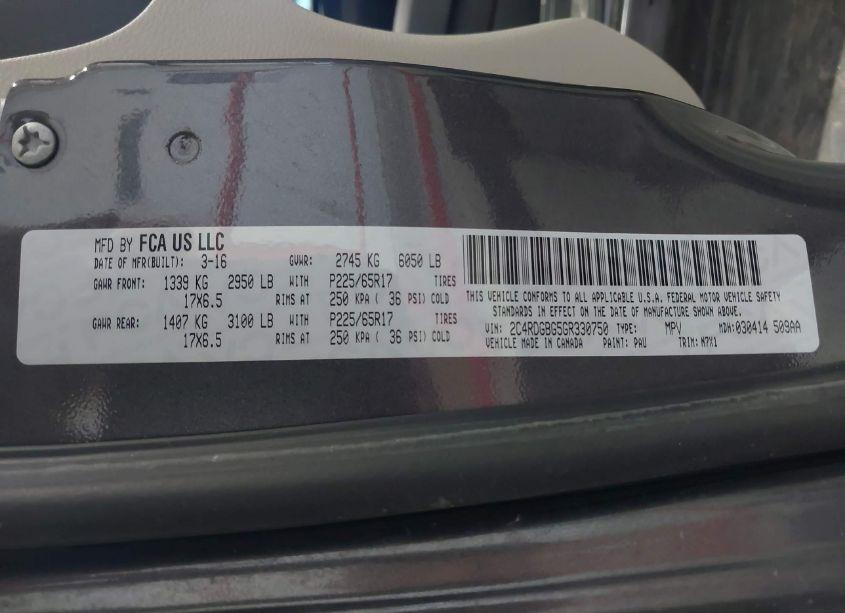 MFD BY FCA US LLC
DATE OF MFR(BUILT): 3-16 GVWR: 2745 KG 6050 LB
GAWR FRONT: 1339 KG 2950 LB WITH P225/65R17 TIRES
17X6.5 RIMS AT 250 KPA ( 36 PSI) COLD
GAWR REAR: 1407 KG 3100 LB WITH P225/65R17 TIRES
17X6.5 RIMS AT 250 KPA ( 36 PSI) COLD
THIS VEHICLE CONFORMS TO ALL APPLICABLE U.S.A. FEDERAL MOTOR VEHICLE SAFETY
STANDARDS IN EFFECT ON THE DATE OF MANUFACTURE SHOWN ABOVE.
VIN: 2C4RDGBG5GR330750 TYPE: MPV MDH:030414 509AA
VEHICLE MADE IN CANADA PAINT: PAU TRIM: M7X1